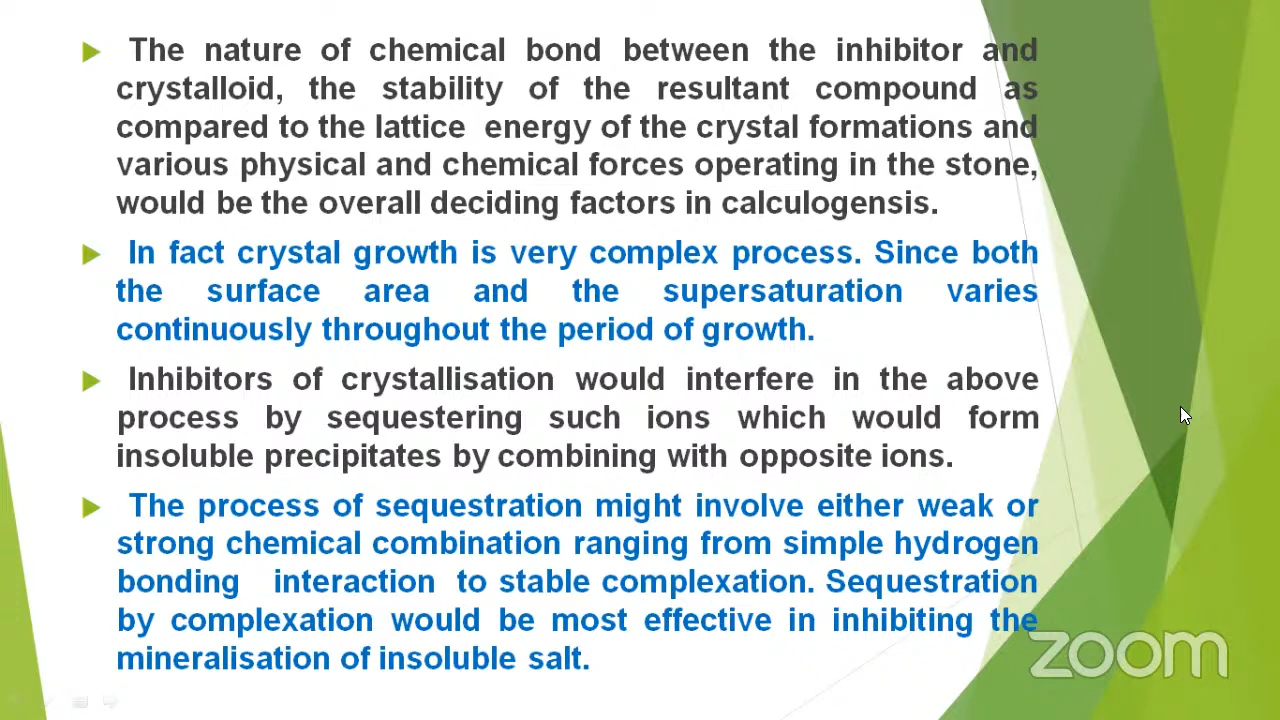 The nature of chemical bond between the inhibitor and
crystalloid, the stability of the resultant compound as
compared to the lattice energy of the crystal formations and
various physical and chemical forces operating in the stone,
would be the overall deciding factors in calculogensis.
In fact crystal growth is very complex process. Since both
the surface area and the supersaturation varies
continuously throughout the period of growth.
Inhibitors of crystallisation would interfere in the above
process by sequestering such ions which would form
insoluble precipitates by combining with opposite ions.
The process of sequestration might involve either weak or
strong chemical combination ranging from simple hydrogen
bonding interaction to stable complexation. Sequestration
by complexation would be most effective in inhibiting the
mineralisation of insoluble salt.
zoom